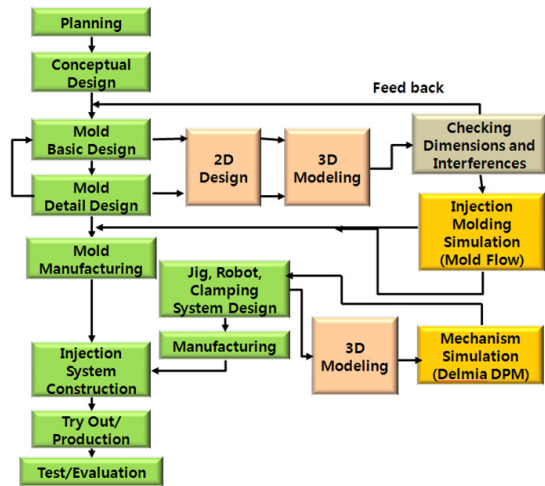 Planning
Conceptual
Design
Feed back
Mold
Basic Design
2D
Design
3D
Modeling
Checking
Dimensions and
Interferences
Mold
Detail Design
Injection
Molding
Simulation
(Mold Flow)
Mold
Manufacturing
Jig, Robot,
Clamping
System Design
Manufacturing
3D
Modeling
Mechanism
Simulation
(Delmia DPM)
Injection
System
Construction
Try Out/
Production
Test/Evaluation